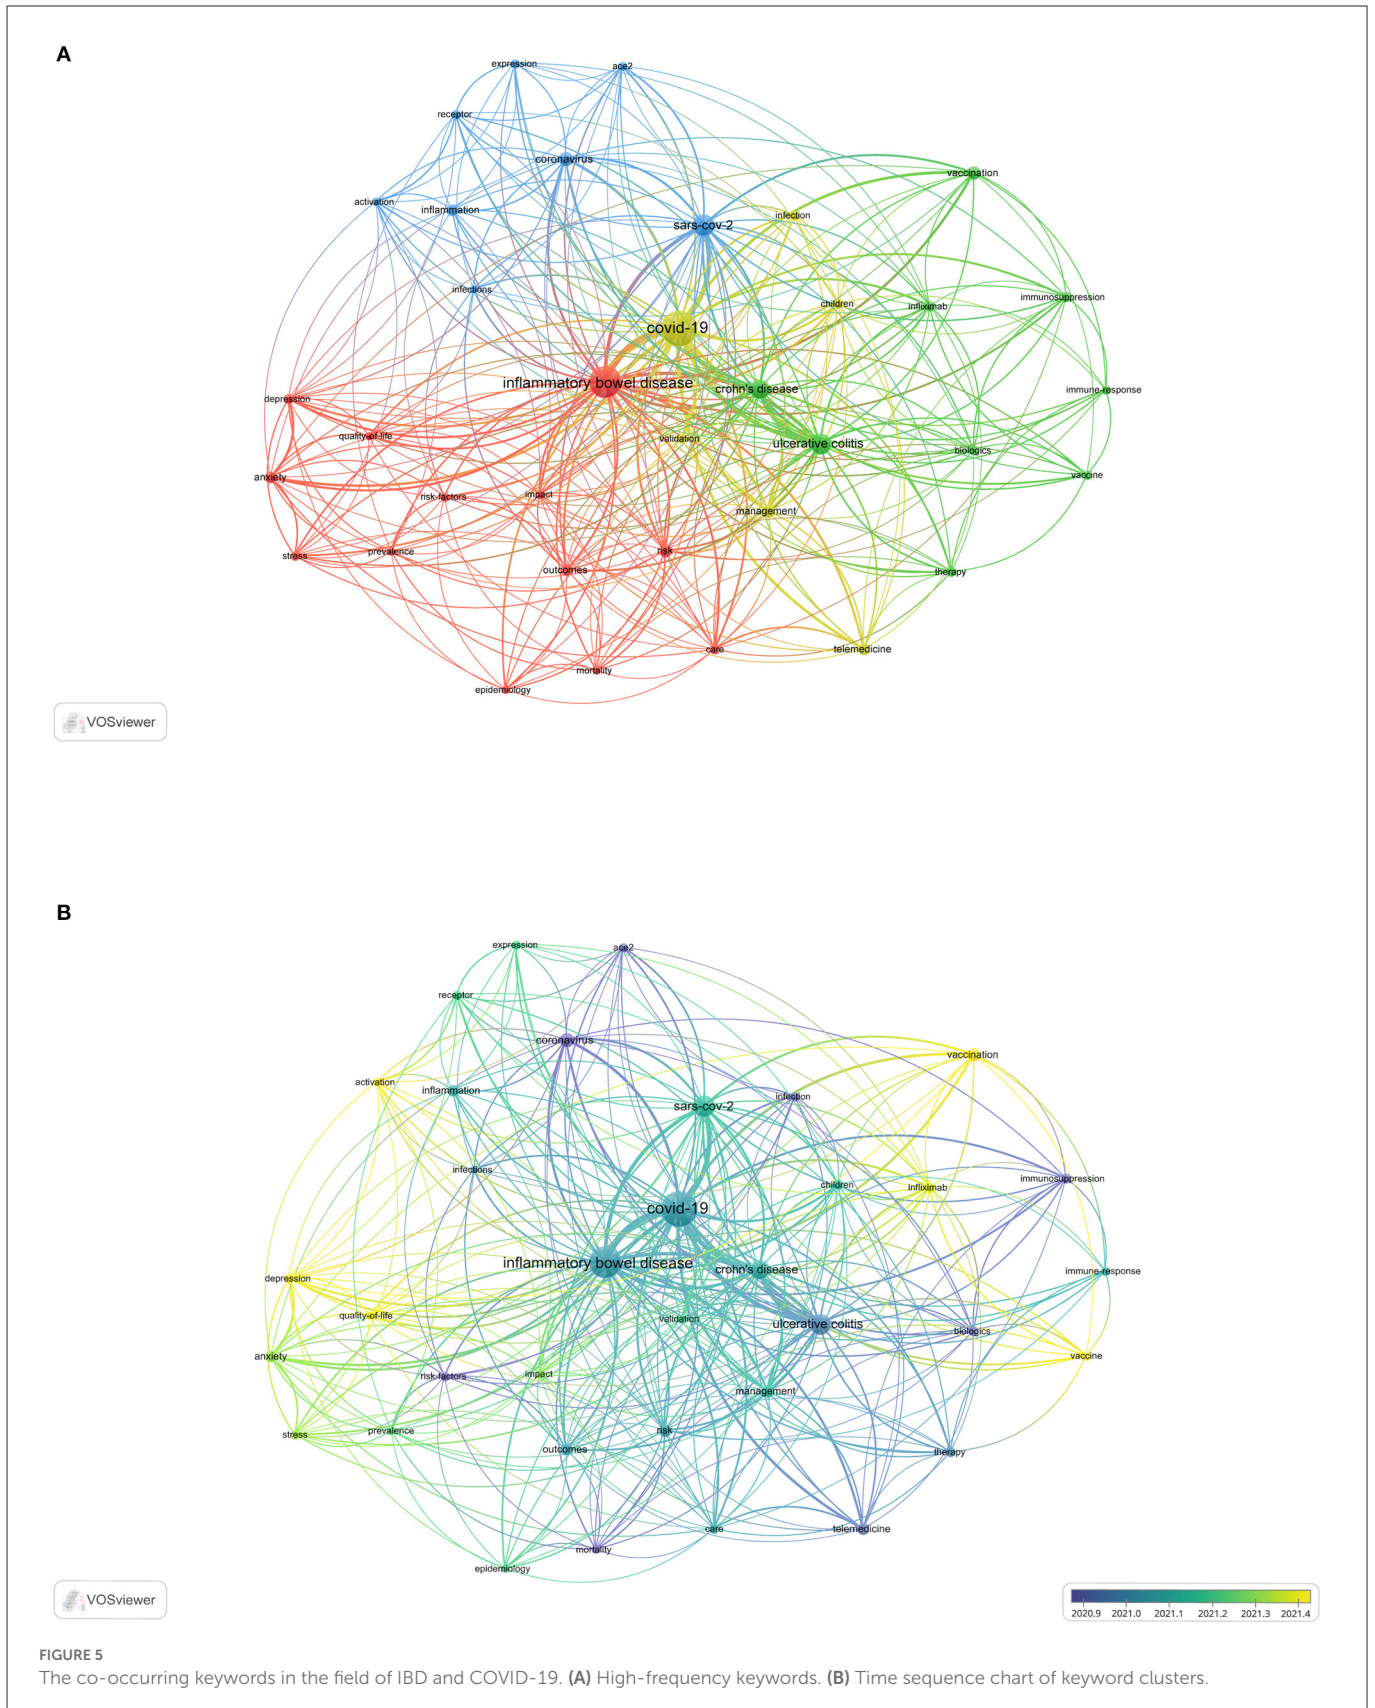 A
expression
ace2
receptor
coronavirus
vaccination
activation
inflammation
infection
sars-cov-2
infections
children
infliximab
immunosuppression
covid-19
inflammatory bowel disease
crohn's disease
immune-response
depression
quality-of-life
validation
ulcerative colitis
biologics
anxiety
vaccine
risk-factors
impact
management
stress
prevalence
risk
outcomes
therapy
care
telemedicine
mortality
epidemiology
VOSviewer
B
expression
ace2
receptor
coronavirus
vaccination
activation
inflammation
infection
sars-cov-2
infections
children
infliximab
immunosuppression
covid-19
inflammatory bowel disease
crohn's disease
immune-response
depression
quality-of-life
validation
ulcerative colitis
biologics
anxiety
vaccine
risk-factors
impact
management
stress
prevalence
risk
outcomes
therapy
care
telemedicine
mortality
epidemiology
VOSviewer
2020.9 2021.0 2021.1 2021.2 2021.3 2021.4
FIGURE 5
The co-occurring keywords in the field of IBD and COVID-19. (A) High-frequency keywords. (B) Time sequence chart of keyword clusters.